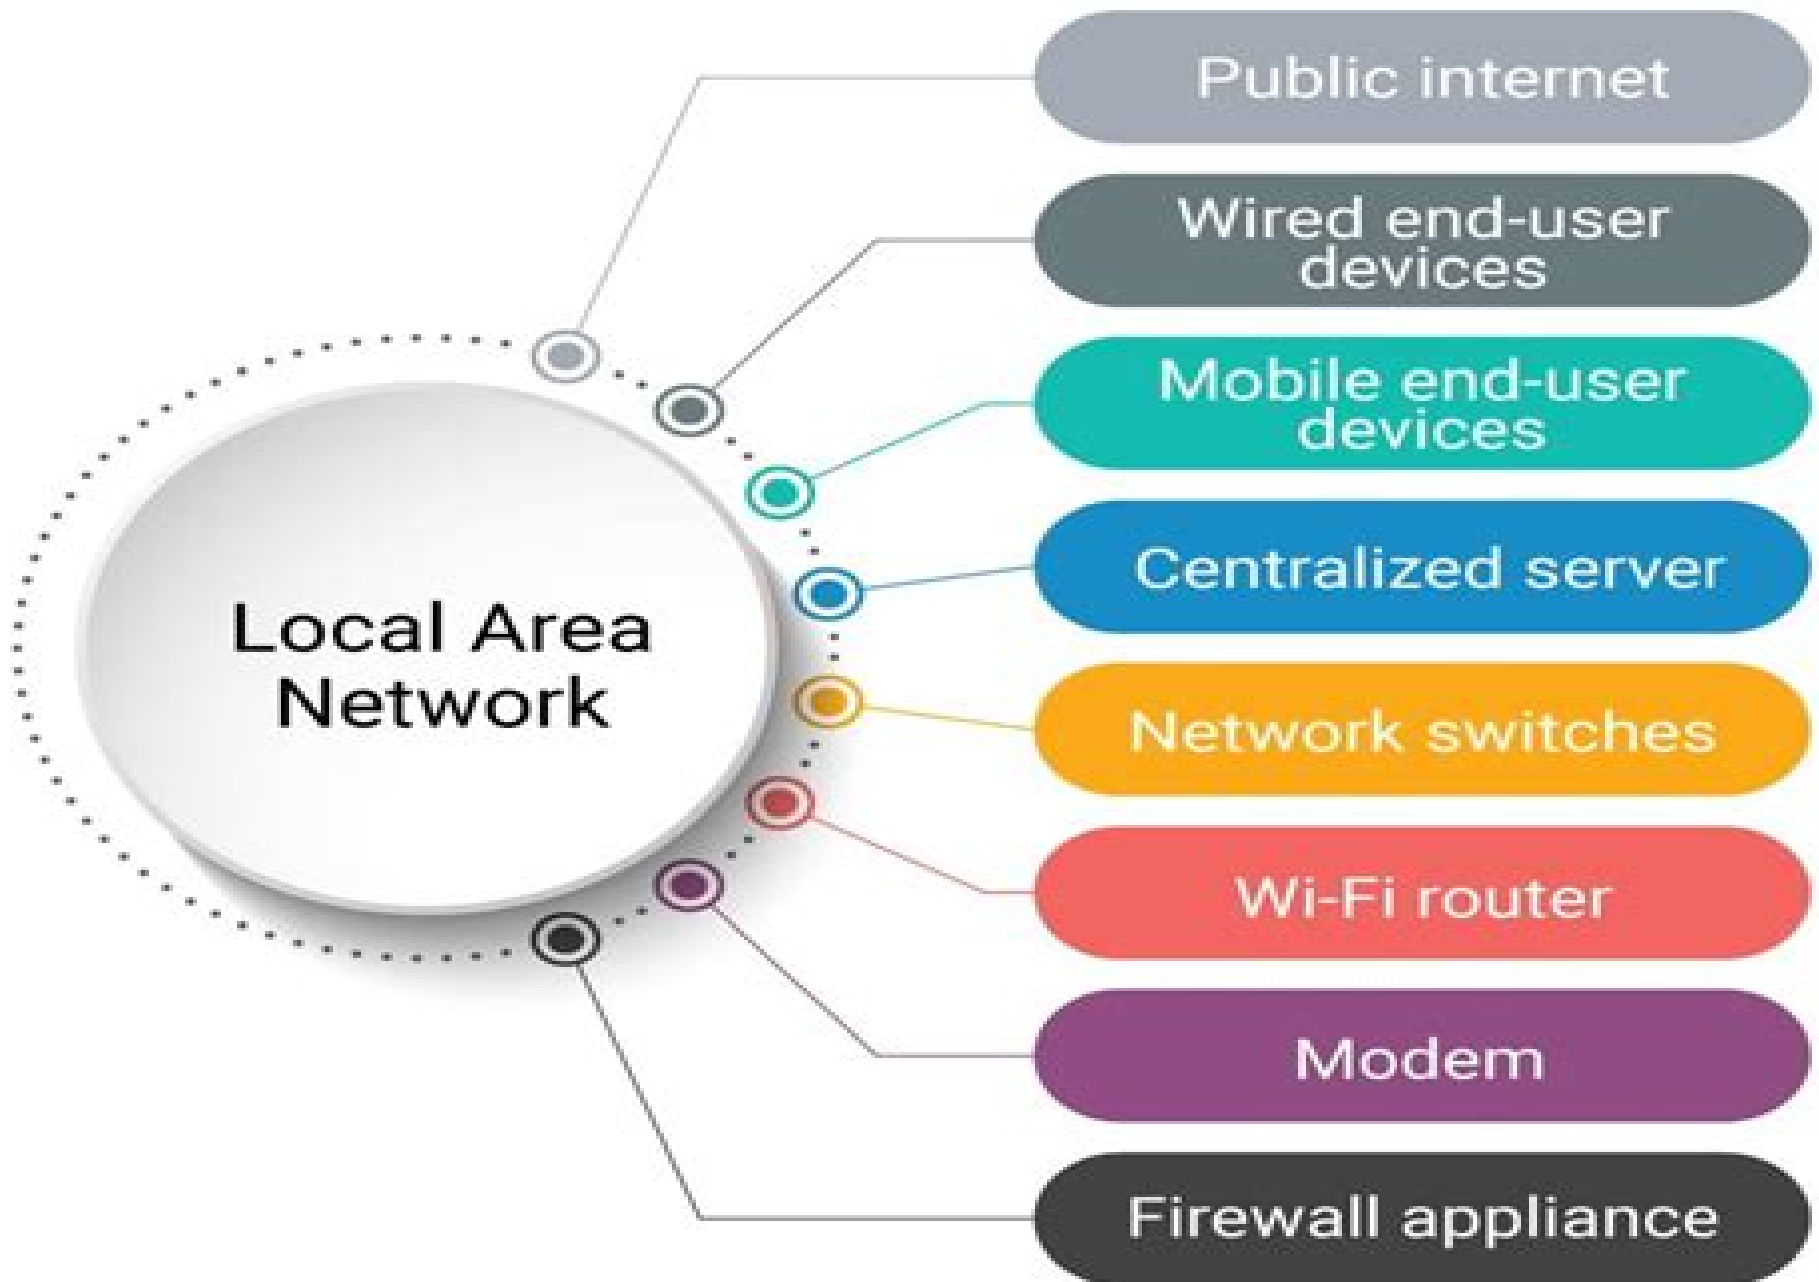 Public internet
Wired end-user
devices
Mobile end-user
devices
Centralized server
Local Area
Network
Network switches
Wi-Fi router
Modem
Firewall appliance